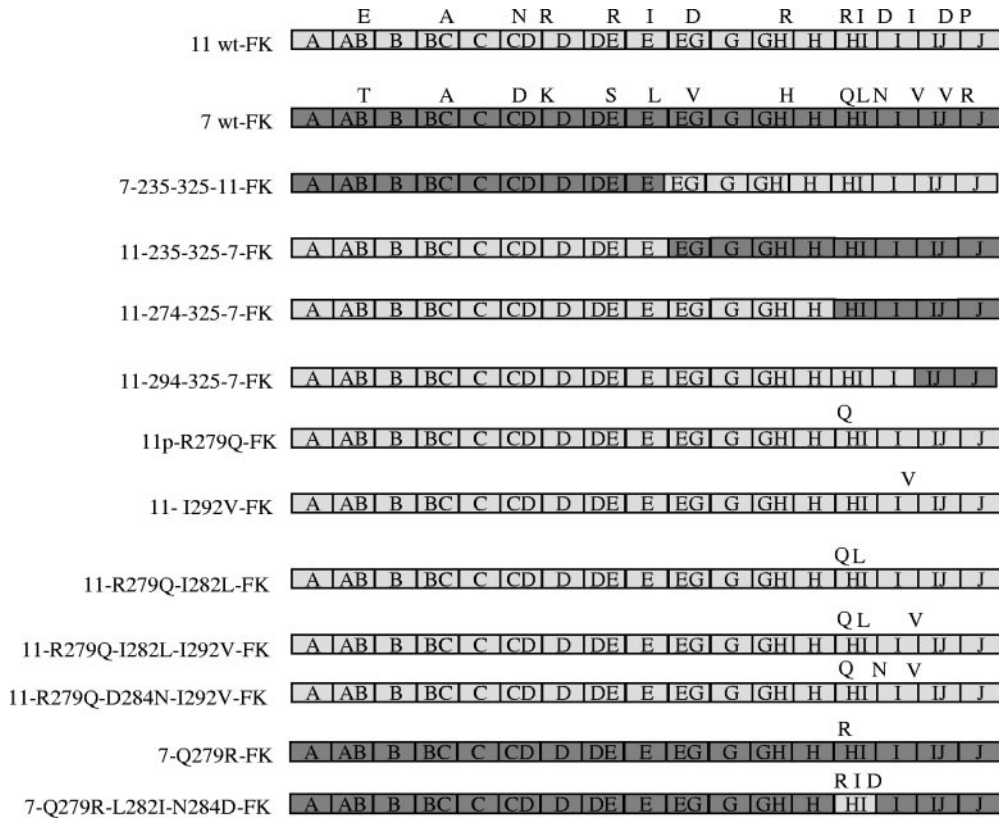 E A N R R I D R R I D I D P
11 wt-FK A AB B BC C CD D DE E EG G GH H HI I IJ J
T A D K S L V H Q L N V V R
7 wt-FK A AB B BC C CD D DE E EG G GH H HI I IJ J
7-235-325-11-FK A AB B BC C CD D DE E EG G GH H HI I IJ J
11-235-325-7-FK A AB B BC C CD D DE E EG G GH H HI I IJ J
11-274-325-7-FK A AB B BC C CD D DE E EG G GH H HI I IJ J
11-294-325-7-FK A AB B BC C CD D DE E EG G GH H HI I IJ J
Q
11p-R279Q-FK A AB B BC C CD D DE E EG G GH H HI I IJ J
V
11- I292V-FK A AB B BC C CD D DE E EG G GH H HI I IJ J
Q L
11-R279Q-I282L-FK A AB B BC C CD D DE E EG G GH H HI I IJ J
Q L V
11-R279Q-I282L-I292V-FK A AB B BC C CD D DE E EG G GH H HI I IJ J
Q N V
11-R279Q-D284N-I292V-FK A AB B BC C CD D DE E EG G GH H HI I IJ J
R
7-Q279R-FK A AB B BC C CD D DE E EG G GH H HI I IJ J
R I D
7-Q279R-L282I-N284D-FK A AB B BC C CD D DE E EG G GH H HI I IJ J